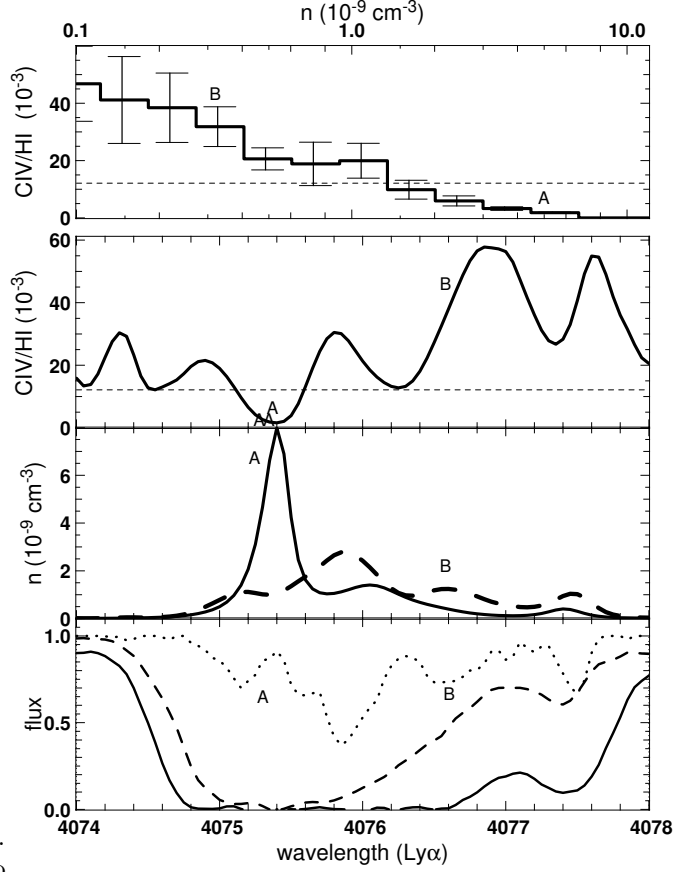 n (10⁻⁹ cm⁻³)
0.1 1.0 10.0
CIV/HI (10⁻³)
40
20
0
B
A
CIV/HI (10⁻³)
60
40
20
0
B
A
AA
n (10⁻⁹ cm⁻³)
6
4
2
0
A
B
flux
1.0
0.5
0.0
A
B
4074 4075 4076 4077 4078
wavelength (Lyα)